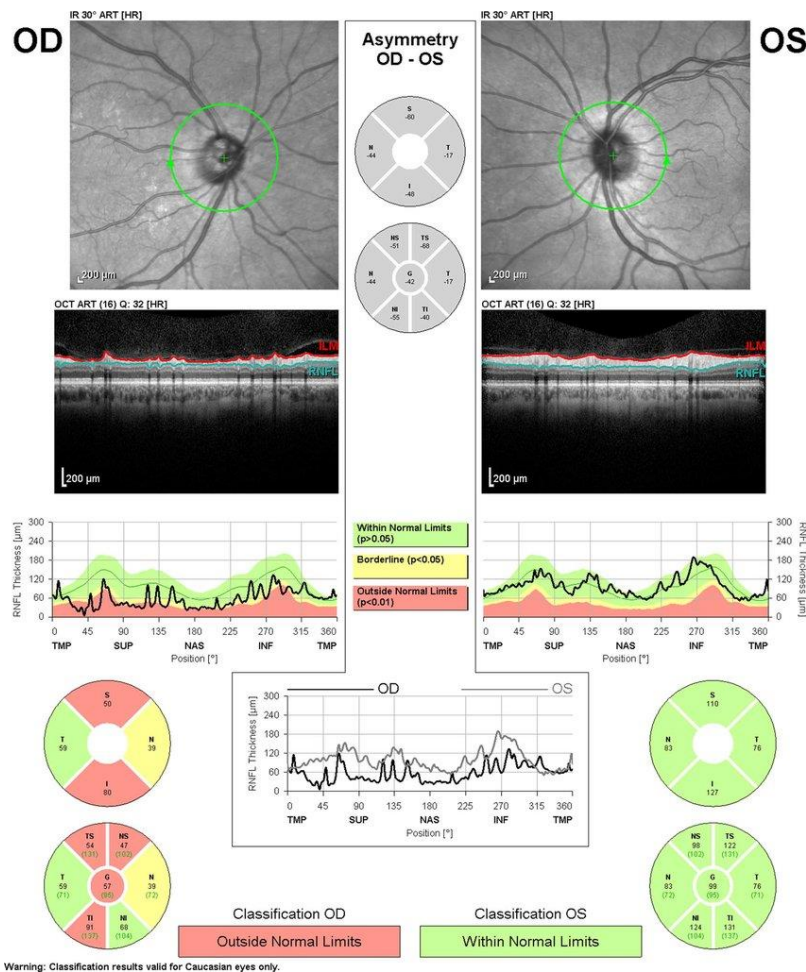 IR 30° ART [HR]
OD
200 µm
Asymmetry
OD - OS
S
-60
N
-44
T
-17
I
-48
NS
-51
TS
-68
N
-44
G
-42
T
-17
NI
-55
TI
-40
IR 30° ART [HR]
OS
200 µm
OCT ART (16) Q: 32 [HR]
ILM
RNFL
200 µm
OCT ART (16) Q: 32 [HR]
ILM
RNFL
200 µm
RNFL Thickness [µm]
300
240
180
120
60
0
0 45 90 135 180 225 270 315 360
TMP SUP NAS INF TMP
Position [°]
Within Normal Limits
(p>0.05)
Borderline (p<0.05)
Outside Normal Limits
(p<0.01)
300
240
180
120
60
0
RNFL Thickness [µm]
0 45 90 135 180 225 270 315 360
TMP SUP NAS INF TMP
Position [°]
S
50
T
59
N
39
I
80
OD OS
RNFL Thickness [µm]
300
240
180
120
60
0
0 45 90 135 180 225 270 315 360
TMP SUP NAS INF TMP
Position [°]
S
110
N
83
T
76
I
127
TS
54
(131)
NS
47
(102)
T
59
(71)
G
57
(95)
N
39
(72)
TI
91
(137)
NI
68
(104)
NS
98
(102)
TS
122
(131)
N
83
(72)
G
99
(95)
T
76
(71)
NI
124
(104)
TI
131
(137)
Classification OD
Outside Normal Limits
Classification OS
Within Normal Limits
Warning: Classification results valid for Caucasian eyes only.